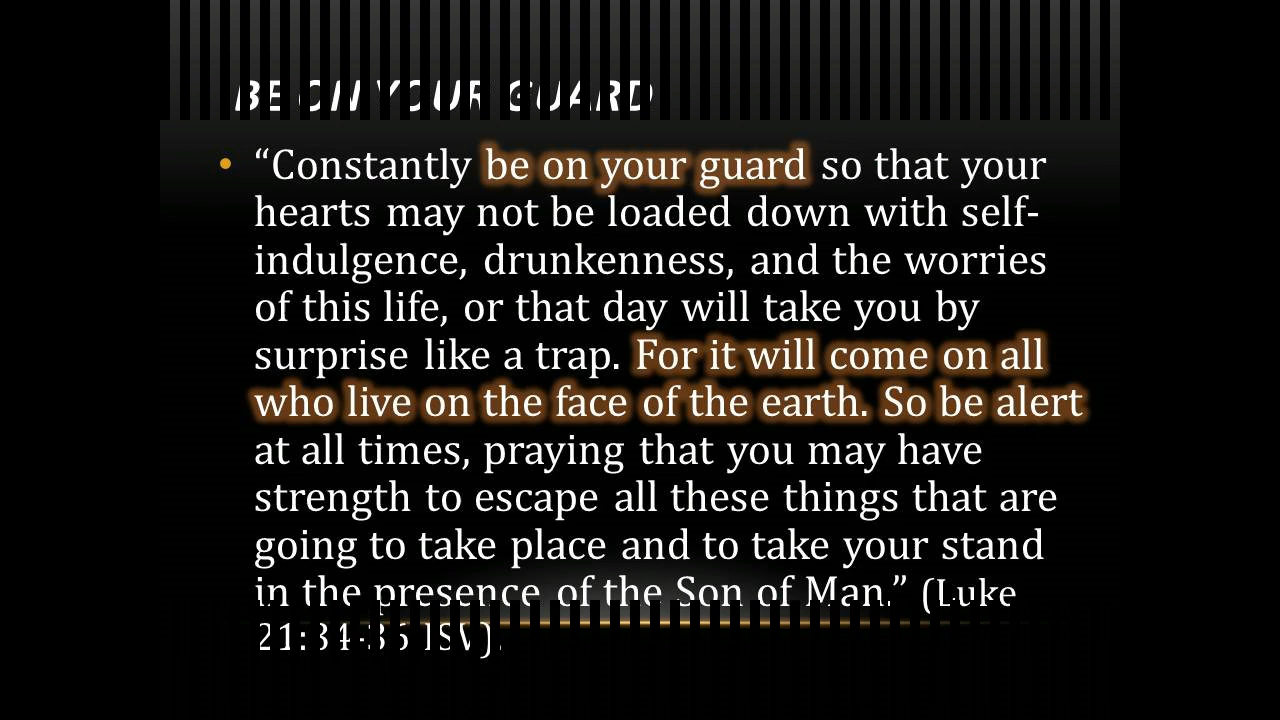 BE ON YOUR GUARD
• “Constantly be on your guard so that your
hearts may not be loaded down with self-
indulgence, drunkenness, and the worries
of this life, or that day will take you by
surprise like a trap. For it will come on all
who live on the face of the earth. So be alert
at all times, praying that you may have
strength to escape all these things that are
going to take place and to take your stand
in the presence of the Son of Man.” (Luke
21:34-36 ISV).